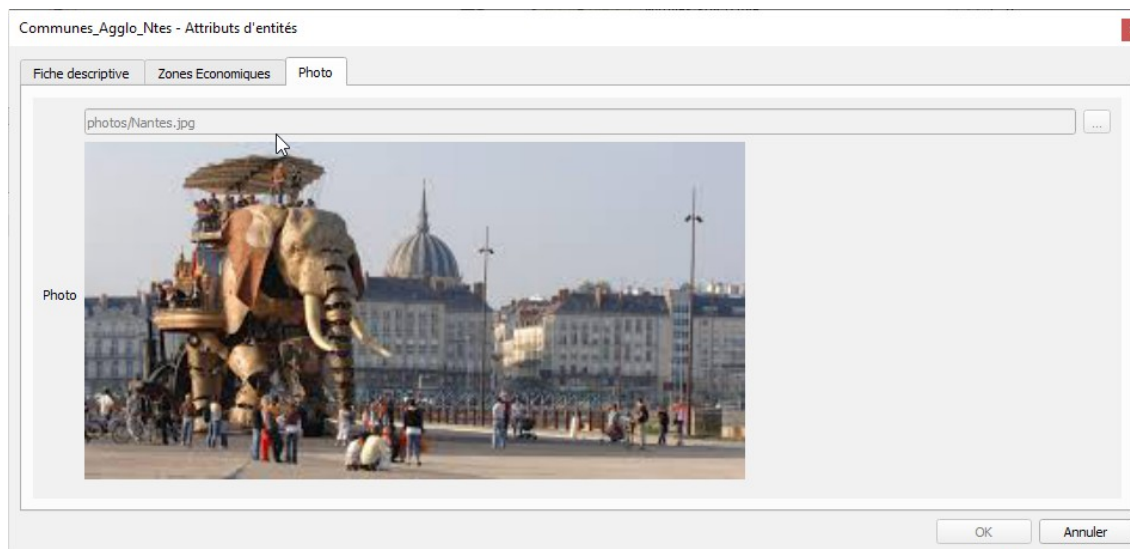 Communes_Agglo_Ntes - Attributs d'entités
Fiche descriptive Zones Economiques Photo
photos/Nantes.jpg ...
Photo
OK Annuler